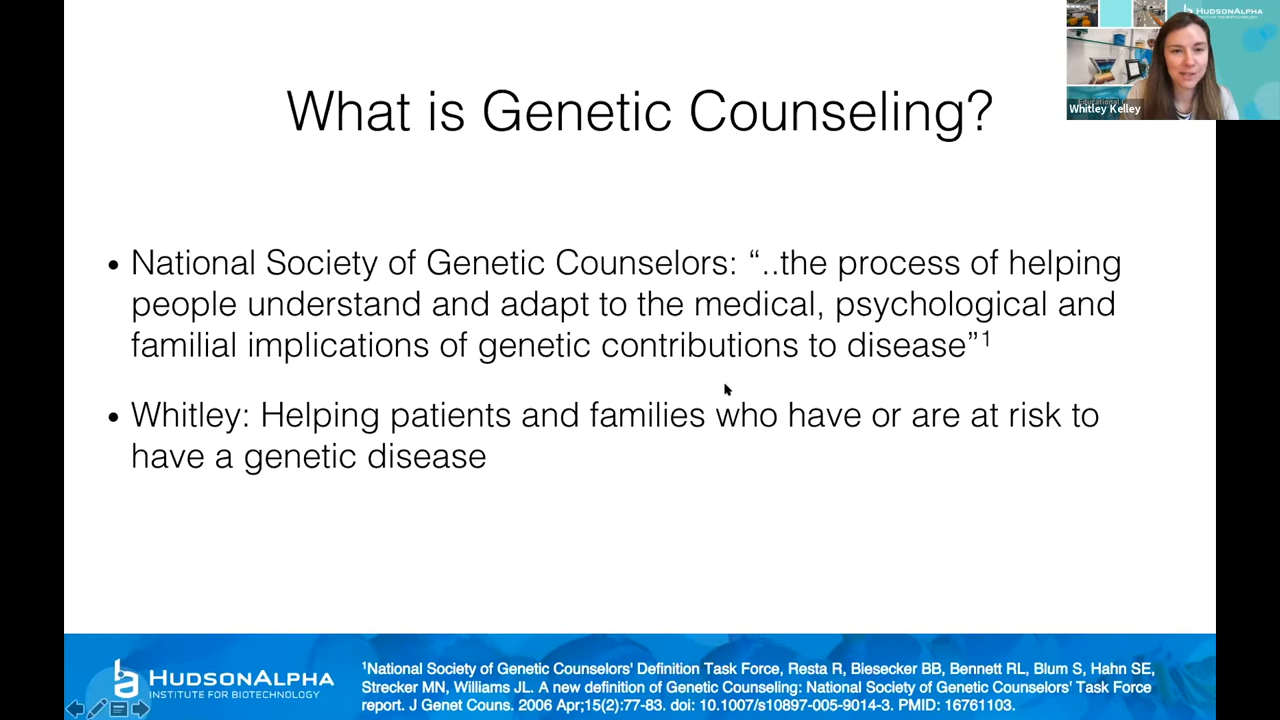 HUDSONALPHA
INSTITUTE FOR BIOTECHNOLOGY
Educational
Whitley Kelley
What is Genetic Counseling?
• National Society of Genetic Counselors: “..the process of helping
people understand and adapt to the medical, psychological and
familial implications of genetic contributions to disease”¹
• Whitley: Helping patients and families who have or are at risk to
have a genetic disease
HUDSONALPHA
INSTITUTE FOR BIOTECHNOLOGY
¹National Society of Genetic Counselors' Definition Task Force, Resta R, Biesecker BB, Bennett RL, Blum S, Hahn SE,
Strecker MN, Williams JL. A new definition of Genetic Counseling: National Society of Genetic Counselors' Task Force
report. J Genet Couns. 2006 Apr;15(2):77-83. doi: 10.1007/s10897-005-9014-3. PMID: 16761103.